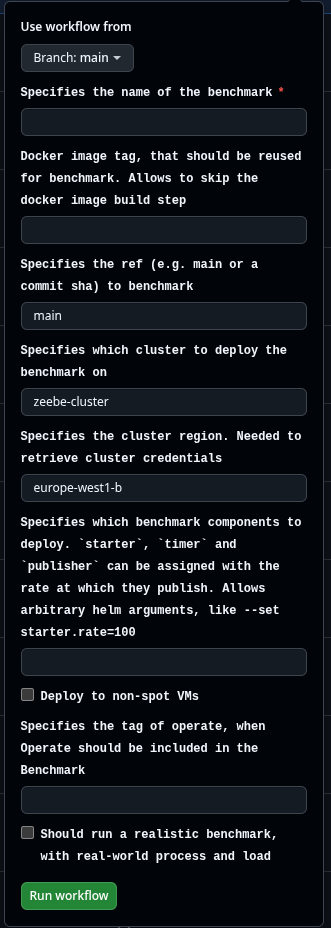 Use workflow from
Branch: main
Specifies the name of the benchmark *
Docker image tag, that should be reused
for benchmark. Allows to skip the
docker image build step
Specifies the ref (e.g. main or a
commit sha) to benchmark
main
Specifies which cluster to deploy the
benchmark on
zeebe-cluster
Specifies the cluster region. Needed to
retrieve cluster credentials
europe-west1-b
Specifies which benchmark components to
deploy. `starter`, `timer` and
`publisher` can be assigned with the
rate at which they publish. Allows
arbitrary helm arguments, like --set
starter.rate=100
Deploy to non-spot VMs
Specifies the tag of operate, when
Operate should be included in the
Benchmark
Should run a realistic benchmark,
with real-world process and load
Run workflow